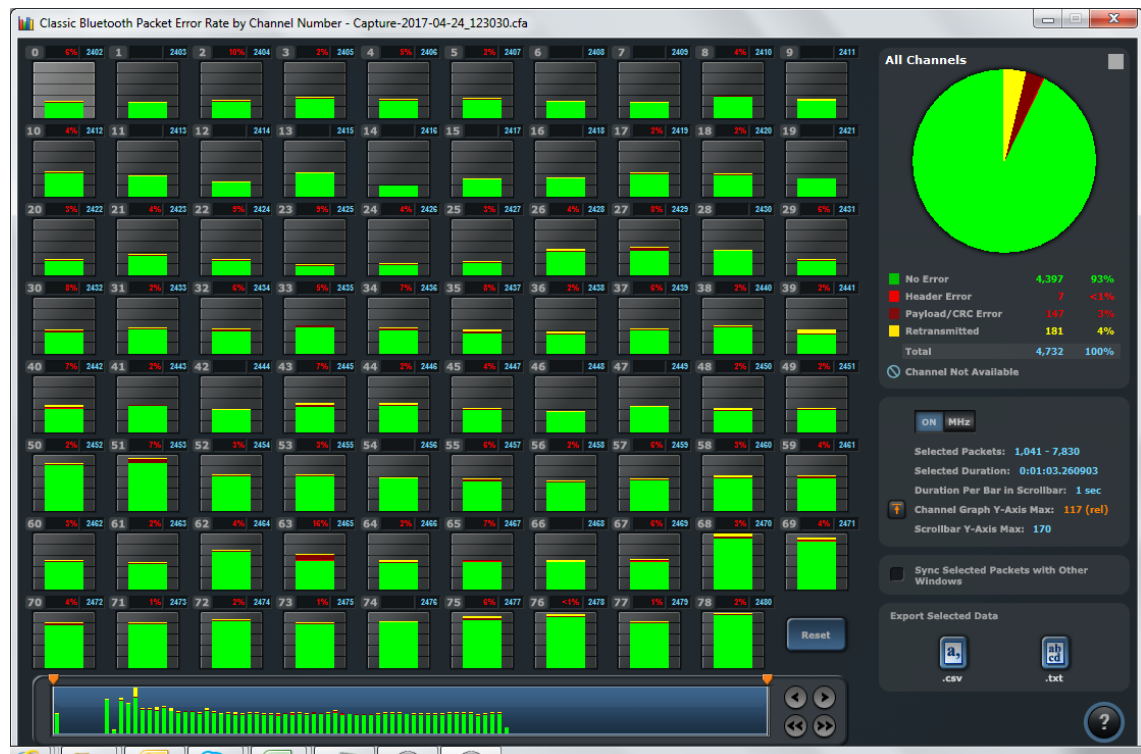 Classic Bluetooth Packet Error Rate by Channel Number - Capture-2017-04-24_123030.cfa
0 6% 2402 1 2403 2 10% 2404 3 2% 2405 4 5% 2406 5 2% 2407 6 2408 7 2409 8 4% 2410 9 2411
10 4% 2412 11 2413 12 2414 13 2415 14 2416 15 2417 16 2418 17 2% 2419 18 2% 2420 19 2421
20 3% 2422 21 4% 2423 22 9% 2424 23 9% 2425 24 4% 2426 25 3% 2427 26 4% 2428 27 2429 28 2430 29 6% 2431
30 2432 31 2% 2433 32 6% 2434 33 2435 34 7% 2436 35 2437 36 2% 2438 37 6% 2439 38 2% 2440 39 2% 2441
40 7% 2442 41 2% 2443 42 2444 43 7% 2445 44 2% 2446 45 4% 2447 46 2448 47 2449 48 2% 2450 49 2% 2451
50 2% 2452 51 7% 2453 52 3% 2454 53 3% 2455 54 2456 55 6% 2457 56 2% 2458 57 6% 2459 58 3% 2460 59 4% 2461
60 3% 2462 61 2% 2463 62 4% 2464 63 16% 2465 64 2% 2466 65 7% 2467 66 2468 67 6% 2469 68 3% 2470 69 4% 2471
70 4% 2472 71 1% 2473 72 2% 2474 73 1% 2475 74 2476 75 6% 2477 76 <1% 2478 77 1% 2479 78 2% 2480
Reset
All Channels
No Error 4,397 93%
Header Error 7 <1%
Payload/CRC Error 147 3%
Retransmitted 181 4%
Total 4,732 100%
Channel Not Available
ON MHz
Selected Packets: 1,041 - 7,830
Selected Duration: 0:01:03.260903
Duration Per Bar in Scrollbar: 1 sec
Channel Graph Y-Axis Max: 117 (rel)
Scrollbar Y-Axis Max: 170
Sync Selected Packets with Other
Windows
Export Selected Data
a,
ab
cd
.csv
.txt
?